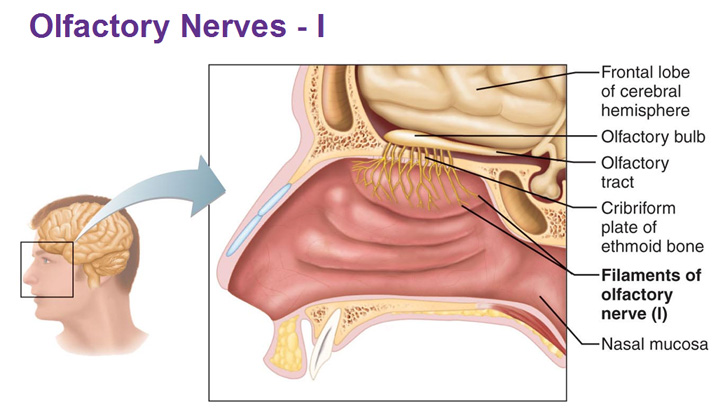 Olfactory Nerves - I
Frontal lobe
of cerebral
hemisphere
Olfactory bulb
Olfactory
tract
Cribriform
plate of
ethmoid bone
Filaments of
olfactory
nerve (I)
Nasal mucosa